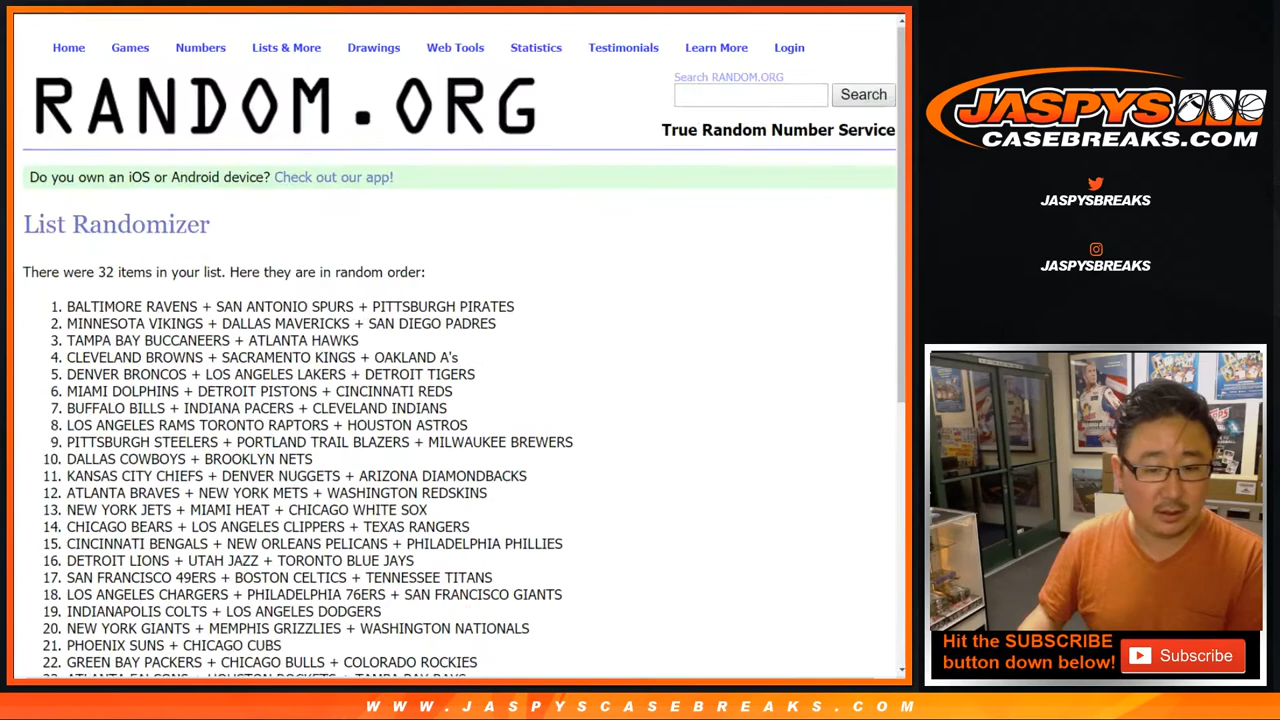 Home Games Numbers Lists & More Drawings Web Tools Statistics Testimonials Learn More Login
RANDOM.ORG
Search RANDOM.ORG
Search
True Random Number Service
Do you own an iOS or Android device? Check out our app!
List Randomizer
There were 32 items in your list. Here they are in random order:
1. BALTIMORE RAVENS + SAN ANTONIO SPURS + PITTSBURGH PIRATES
2. MINNESOTA VIKINGS + DALLAS MAVERICKS + SAN DIEGO PADRES
3. TAMPA BAY BUCCANEERS + ATLANTA HAWKS
4. CLEVELAND BROWNS + SACRAMENTO KINGS + OAKLAND A's
5. DENVER BRONCOS + LOS ANGELES LAKERS + DETROIT TIGERS
6. MIAMI DOLPHINS + DETROIT PISTONS + CINCINNATI REDS
7. BUFFALO BILLS + INDIANA PACERS + CLEVELAND INDIANS
8. LOS ANGELES RAMS TORONTO RAPTORS + HOUSTON ASTROS
9. PITTSBURGH STEELERS + PORTLAND TRAIL BLAZERS + MILWAUKEE BREWERS
10. DALLAS COWBOYS + BROOKLYN NETS
11. KANSAS CITY CHIEFS + DENVER NUGGETS + ARIZONA DIAMONDBACKS
12. ATLANTA BRAVES + NEW YORK METS + WASHINGTON REDSKINS
13. NEW YORK JETS + MIAMI HEAT + CHICAGO WHITE SOX
14. CHICAGO BEARS + LOS ANGELES CLIPPERS + TEXAS RANGERS
15. CINCINNATI BENGALS + NEW ORLEANS PELICANS + PHILADELPHIA PHILLIES
16. DETROIT LIONS + UTAH JAZZ + TORONTO BLUE JAYS
17. SAN FRANCISCO 49ERS + BOSTON CELTICS + TENNESSEE TITANS
18. LOS ANGELES CHARGERS + PHILADELPHIA 76ERS + SAN FRANCISCO GIANTS
19. INDIANAPOLIS COLTS + LOS ANGELES DODGERS
20. NEW YORK GIANTS + MEMPHIS GRIZZLIES + WASHINGTON NATIONALS
21. PHOENIX SUNS + CHICAGO CUBS
22. GREEN BAY PACKERS + CHICAGO BULLS + COLORADO ROCKIES
23. ATLANTA FALCONS + HOUSTON ROCKETS + TAMPA BAY RAYS
JASPYS
CASEBREAKS.COM
JASPYSBREAKS
JASPYSBREAKS
Hit the SUBSCRIBE
button down below!
Subscribe
WWW.JASPYSCASEBREAKS.COM